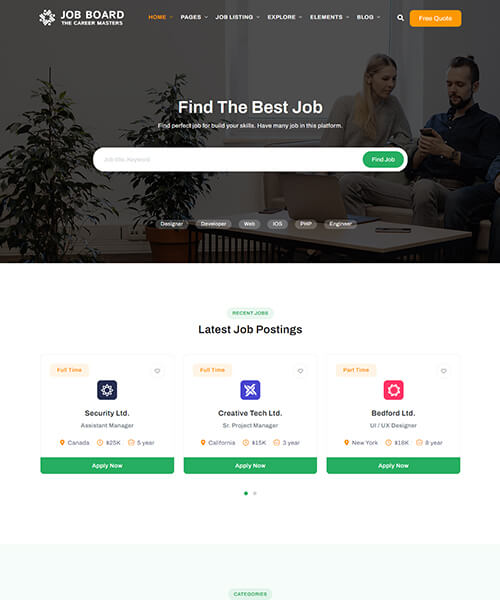 JOB BOARD
THE CAREER MASTERS
HOME PAGES JOB LISTING EXPLORE ELEMENTS BLOG
Free Quote
Find The Best Job
Find perfect job for build your skills. Have many job in this platform.
Job title, Keyword
Find Job
Designer Developer Web IOS PHP Engineer
RECENT JOBS
Latest Job Postings
Full Time
Security Ltd.
Assistant Manager
Canada $25K 5 year
Apply Now
Full Time
Creative Tech Ltd.
Sr. Project Manager
California $15K 3 year
Apply Now
Part Time
Bedford Ltd.
UI / UX Designer
New York $18K 8 year
Apply Now
CATEGORIES